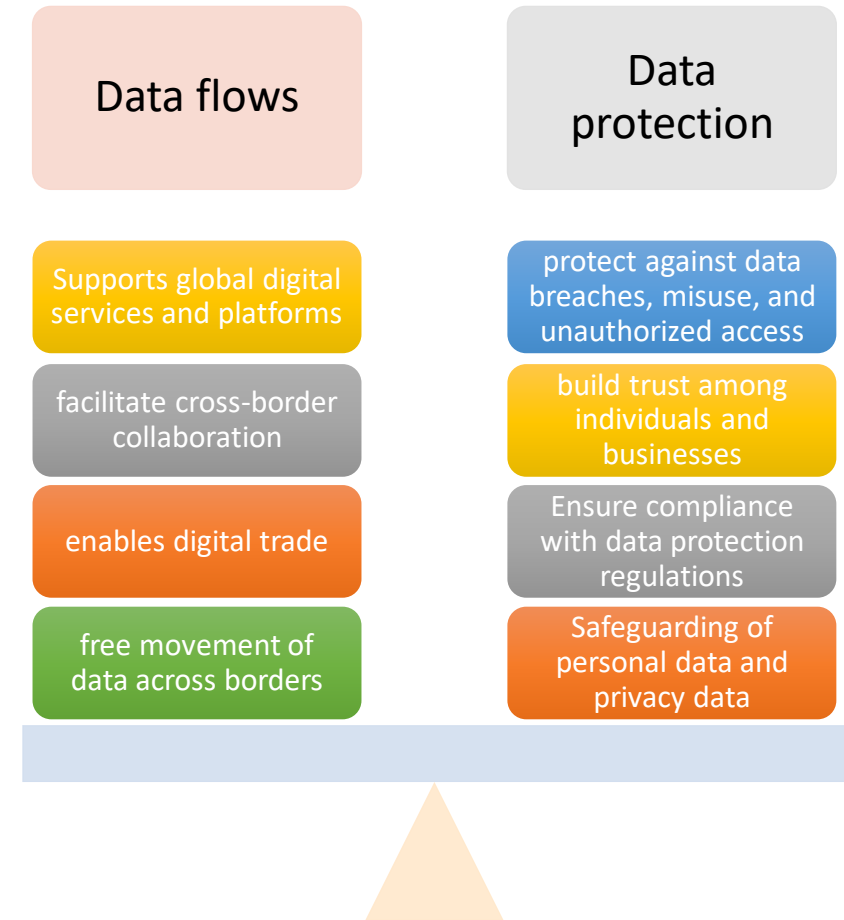 Data flows
Supports global digital
services and platforms
facilitate cross-border
collaboration
enables digital trade
free movement of
data across borders
Data
protection
protect against data
breaches, misuse, and
unauthorized access
build trust among
individuals and
businesses
Ensure compliance
with data protection
regulations
Safeguarding of
personal data and
privacy data